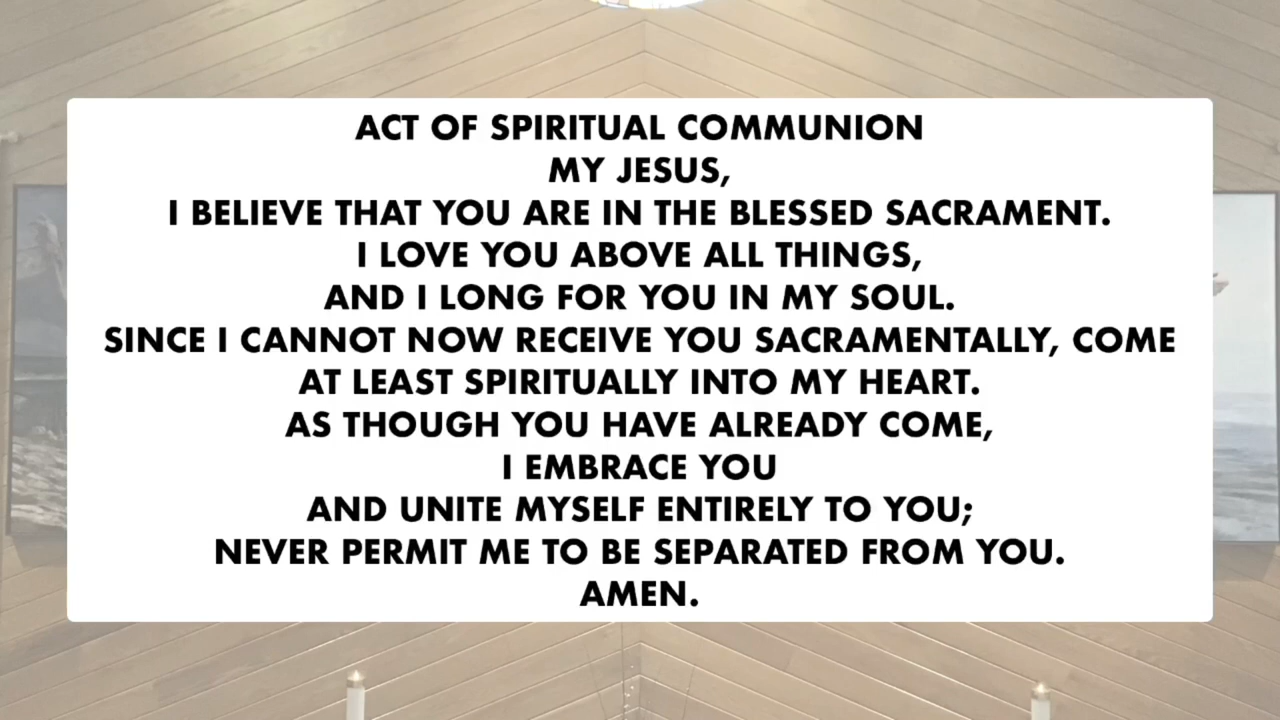 ACT OF SPIRITUAL COMMUNION
MY JESUS,
I BELIEVE THAT YOU ARE IN THE BLESSED SACRAMENT.
I LOVE YOU ABOVE ALL THINGS,
AND I LONG FOR YOU IN MY SOUL.
SINCE I CANNOT NOW RECEIVE YOU SACRAMENTALLY, COME
AT LEAST SPIRITUALLY INTO MY HEART.
AS THOUGH YOU HAVE ALREADY COME,
I EMBRACE YOU
AND UNITE MYSELF ENTIRELY TO YOU;
NEVER PERMIT ME TO BE SEPARATED FROM YOU.
AMEN.